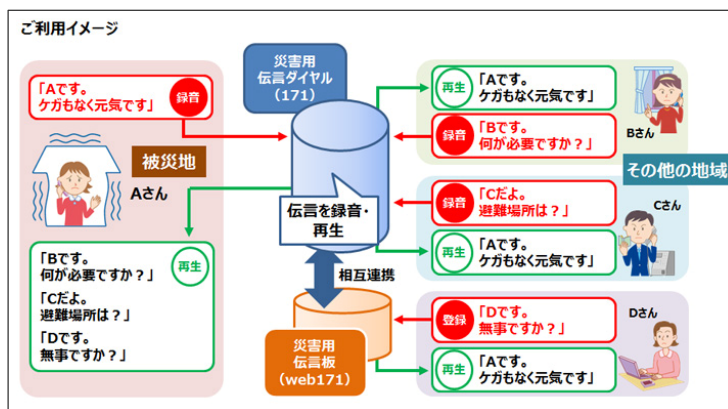 ご利用イメージ
「Aです。
ケガもなく元気です」
録音
被災地
Aさん
「Bです。
何が必要ですか？」
「Cだよ。
避難場所は？」
「Dです。
無事ですか？」
再生
災害用
伝言ダイヤル
（171）
伝言を録音・
再生
相互連携
災害用
伝言板
（web171）
再生
「Aです。
ケガもなく元気です」
録音
「Bです。
何が必要ですか？」
Bさん
その他の地域
録音
「Cだよ。
避難場所は？」
再生
「Aです。
ケガもなく元気です」
Cさん
登録
「Dです。
無事ですか？」
再生
「Aです。
ケガもなく元気です」
Dさん